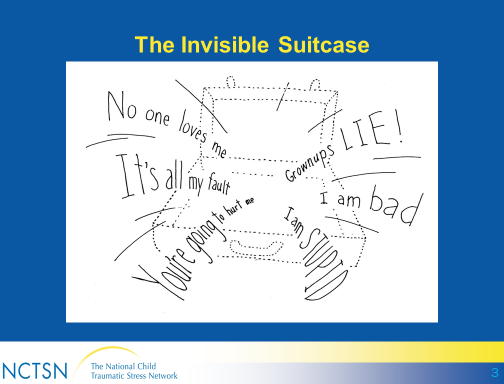 The Invisible Suitcase
No one loves me
Grownups LIE!
It's all my fault
I am bad
You're going to hurt me
I am STUPID
NCTSN
The National Child
Traumatic Stress Network
3